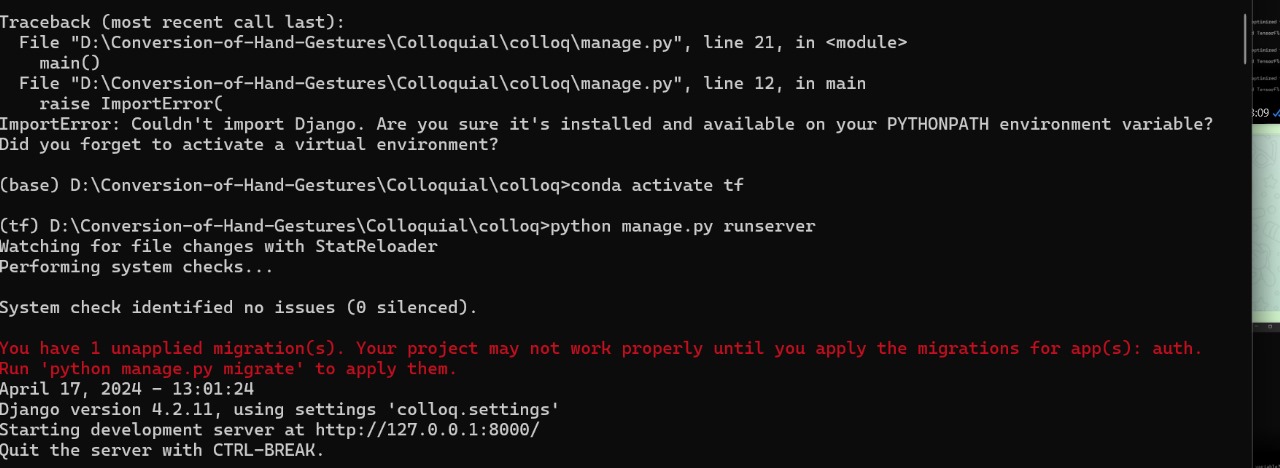 Traceback (most recent call last):
  File "D:\Conversion-of-Hand-Gestures\Colloquial\colloq\manage.py", line 21, in <module>
    main()
  File "D:\Conversion-of-Hand-Gestures\Colloquial\colloq\manage.py", line 12, in main
    raise ImportError(
ImportError: Couldn't import Django. Are you sure it's installed and available on your PYTHONPATH environment variable?
Did you forget to activate a virtual environment?
(base) D:\Conversion-of-Hand-Gestures\Colloquial\colloq>conda activate tf
(tf) D:\Conversion-of-Hand-Gestures\Colloquial\colloq>python manage.py runserver
Watching for file changes with StatReloader
Performing system checks...
System check identified no issues (0 silenced).
You have 1 unapplied migration(s). Your project may not work properly until you apply the migrations for app(s): auth.
Run 'python manage.py migrate' to apply them.
April 17, 2024 - 13:01:24
Django version 4.2.11, using settings 'colloq.settings'
Starting development server at http://127.0.0.1:8000/
Quit the server with CTRL-BREAK.